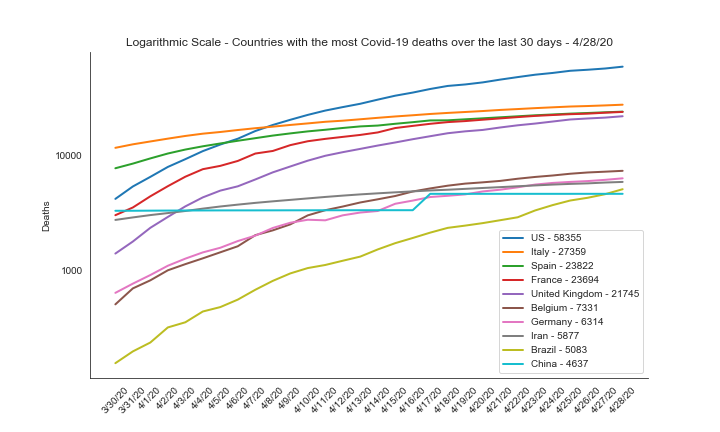 Logarithmic Scale - Countries with the most Covid-19 deaths over the last 30 days - 4/28/20
10000
Deaths
1000
US - 58355
Italy - 27359
Spain - 23822
France - 23694
United Kingdom - 21745
Belgium - 7331
Germany - 6314
Iran - 5877
Brazil - 5083
China - 4637
3/30/20
3/31/20
4/1/20
4/2/20
4/3/20
4/4/20
4/5/20
4/6/20
4/7/20
4/8/20
4/9/20
4/10/20
4/11/20
4/12/20
4/13/20
4/14/20
4/15/20
4/16/20
4/17/20
4/18/20
4/19/20
4/20/20
4/21/20
4/22/20
4/23/20
4/24/20
4/25/20
4/26/20
4/27/20
4/28/20